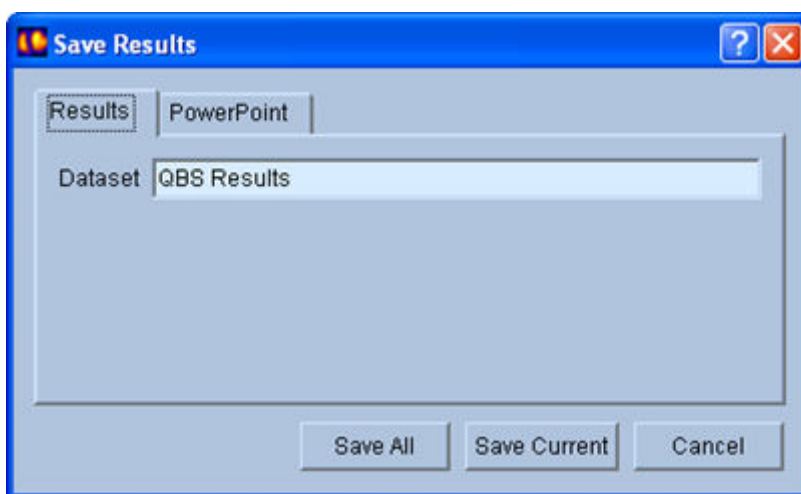 Save Results
?
Results PowerPoint
Dataset QBS Results
Save All Save Current Cancel